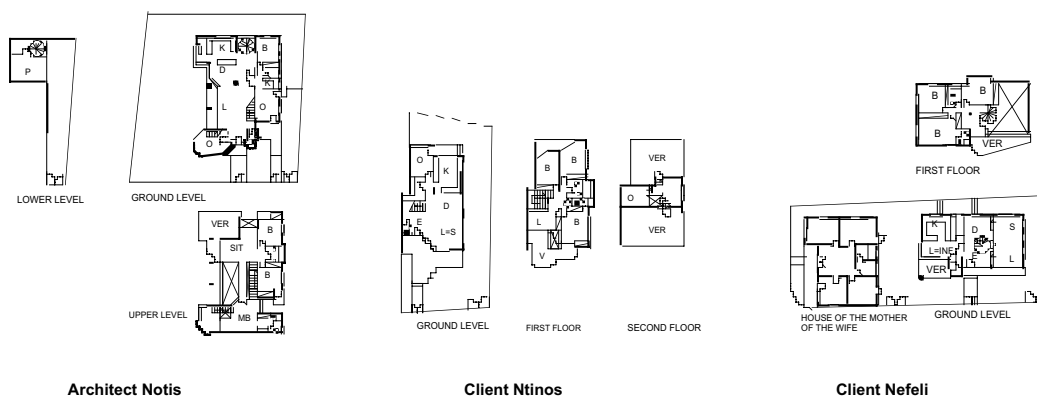 P
LOWER LEVEL
K
B
D
K
L
O
O
GROUND LEVEL
VER
B
SIT
B
MB
UPPER LEVEL
Architect Notis
O
K
D
E
L=S
GROUND LEVEL
B
B
L
B
V
FIRST FLOOR
VER
O
VER
SECOND FLOOR
Client Ntinos
B
B
B
VER
FIRST FLOOR
K
D
S
L=INE
E
L
VER
HOUSE OF THE MOTHER
OF THE WIFE
GROUND LEVEL
Client Nefeli